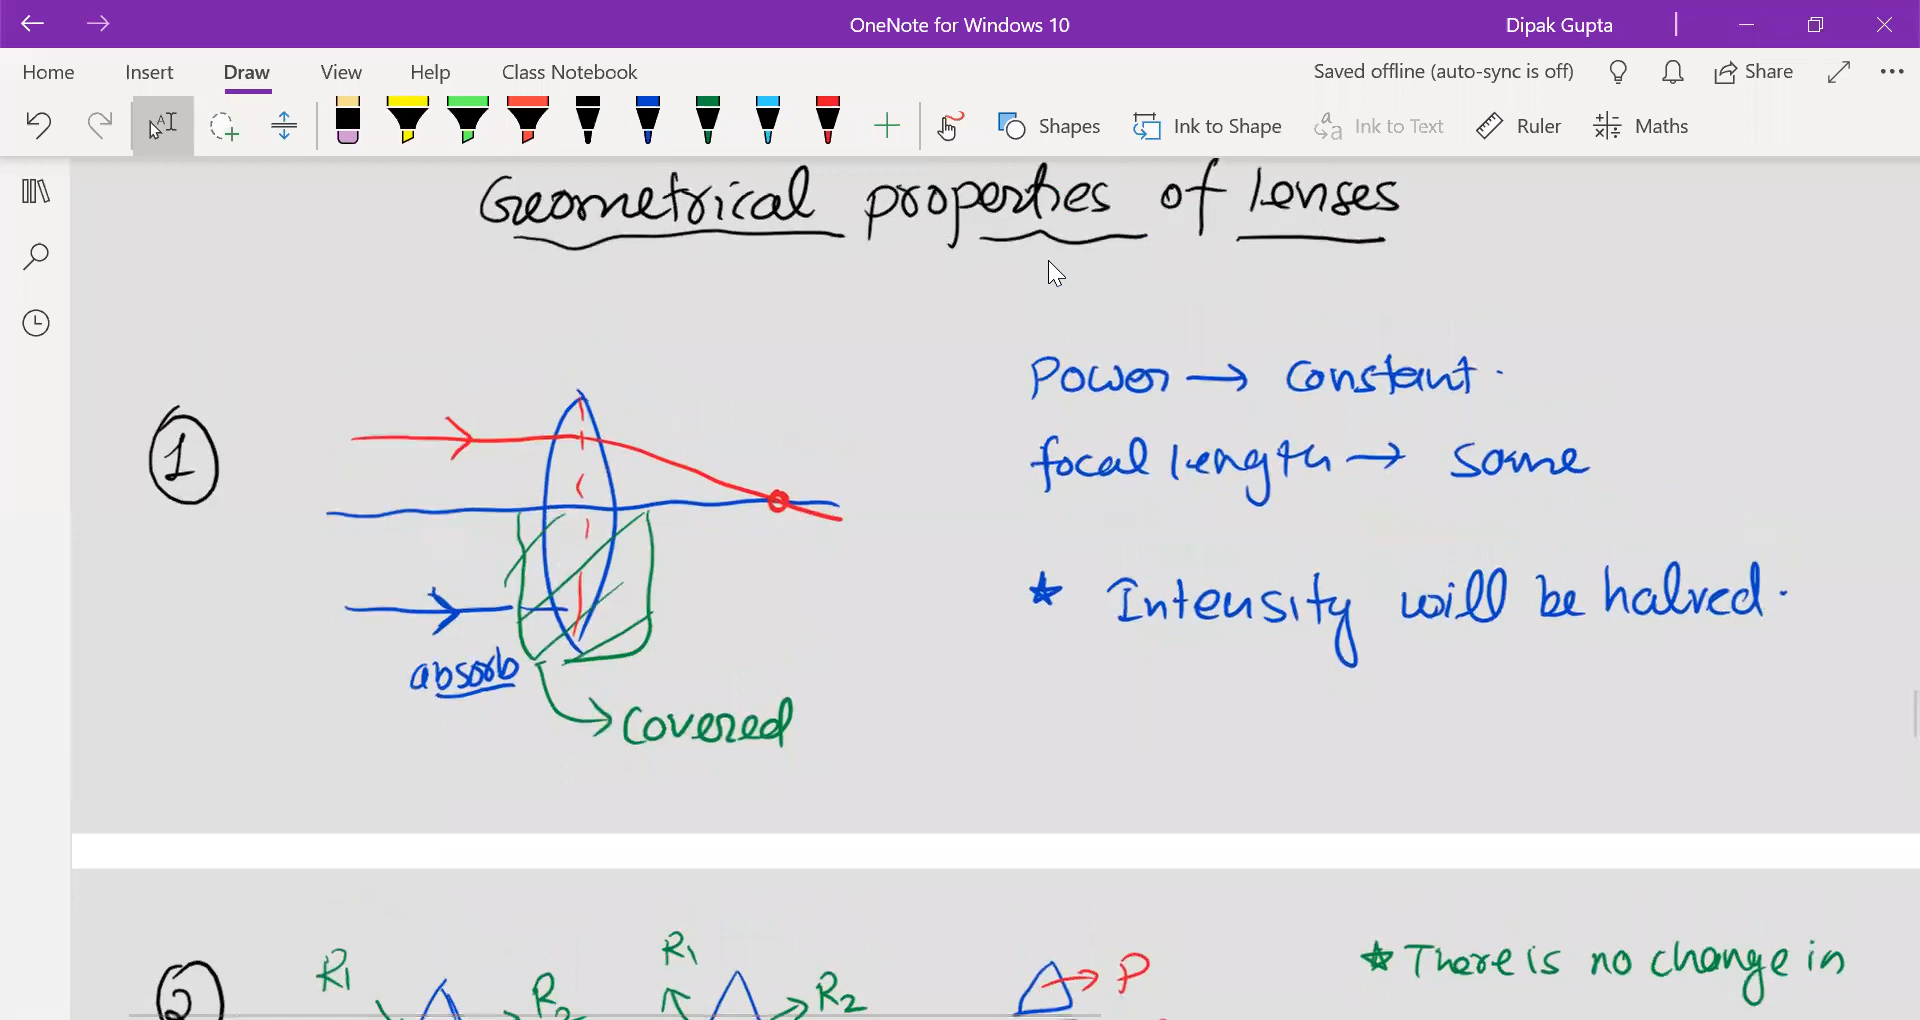 OneNote for Windows 10
Dipak Gupta
Home Insert Draw View Help Class Notebook
Saved offline (auto-sync is off) Share
Shapes Ink to Shape Ink to Text Ruler Maths
Geometrical properties of lenses
1
Power → Constant.
focal length → Same
★ Intensity will be halved.
absorb
→ Covered
2
R1 R2 R1 R2 P
★ There is no change in